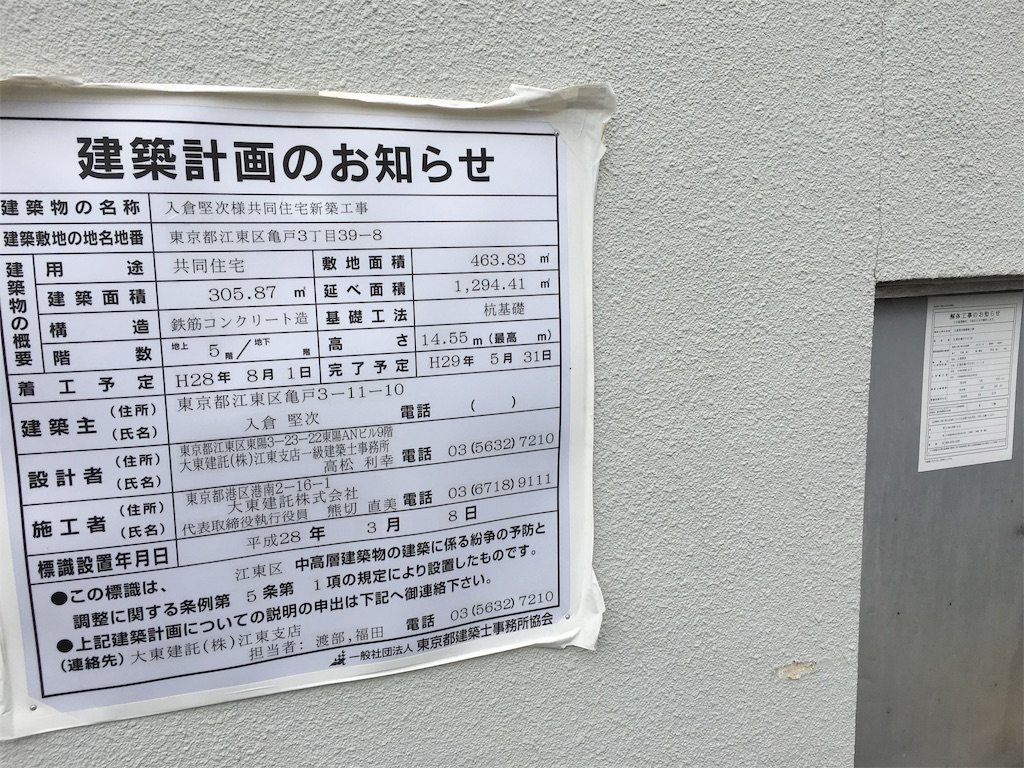 建築計画のお知らせ
建築物の名称 入倉堅次様共同住宅新築工事
建築敷地の地名地番 東京都江東区亀戸3丁目39-8
建築物の概要
用途 共同住宅 敷地面積 463.83 ㎡
建築面積 305.87 ㎡ 延べ面積 1,294.41 ㎡
構造 鉄筋コンクリート造 基礎工法 杭基礎
階数 地上 5階/地下 階 高さ 14.55m(最高 m)
着工予定 H28年 8月 1日 完了予定 H29年 5月 31日
建築主 (住所) 東京都江東区亀戸3-11-10
(氏名) 入倉 堅次 電話 ( )
設計者 (住所) 東京都江東区東陽3-23-22東陽ANビル9階
(氏名) 大東建託(株)江東支店一級建築士事務所
高松 利幸 電話 03(5632)7210
施工者 (住所) 東京都港区港南2-16-1
大東建託株式会社
(氏名) 代表取締役執行役員 熊切 直美 電話 03(6718)9111
標識設置年月日 平成28年 3月 8日
●この標識は、 江東区 中高層建築物の建築に係る紛争の予防と
調整に関する条例第 5条第 1項の規定により設置したものです。
●上記建築計画についての説明の申出は下記へ御連絡下さい。
(連絡先) 大東建託(株)江東支店 電話 03(5632)7210
担当者: 渡部,福田
一般社団法人 東京都建築士事務所協会
解体工事のお知らせ